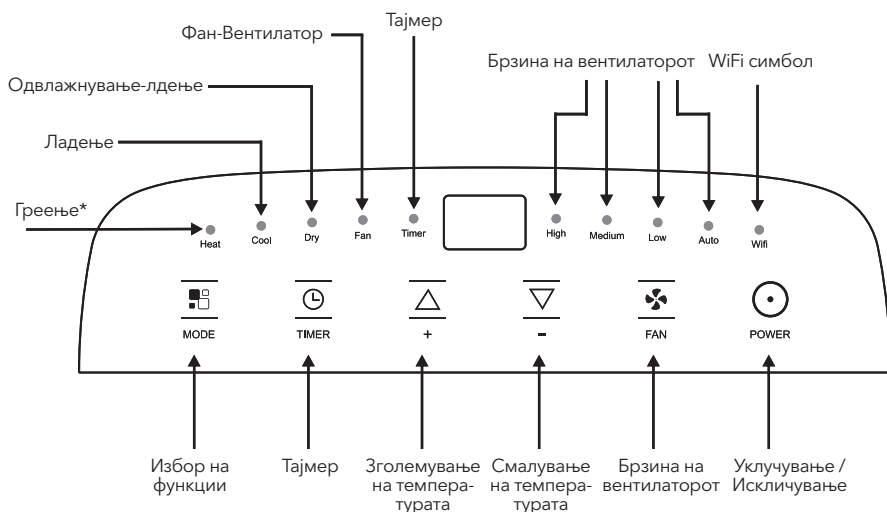 Тајмер
Фан-Вентилатор
Брзина на вентилаторот
WiFi симбол
Одвлажнување-лдење
Ладење
Греење*
Heat
Cool
Dry
Fan
Timer
High
Medium
Low
Auto
Wifi
MODE
TIMER
+
-
FAN
POWER
Избор на
функции
Тајмер
Зголемување
на темпера-
турата
Смалување
на темпера-
турата
Брзина на
вентилаторот
Уклучување /
Искличување